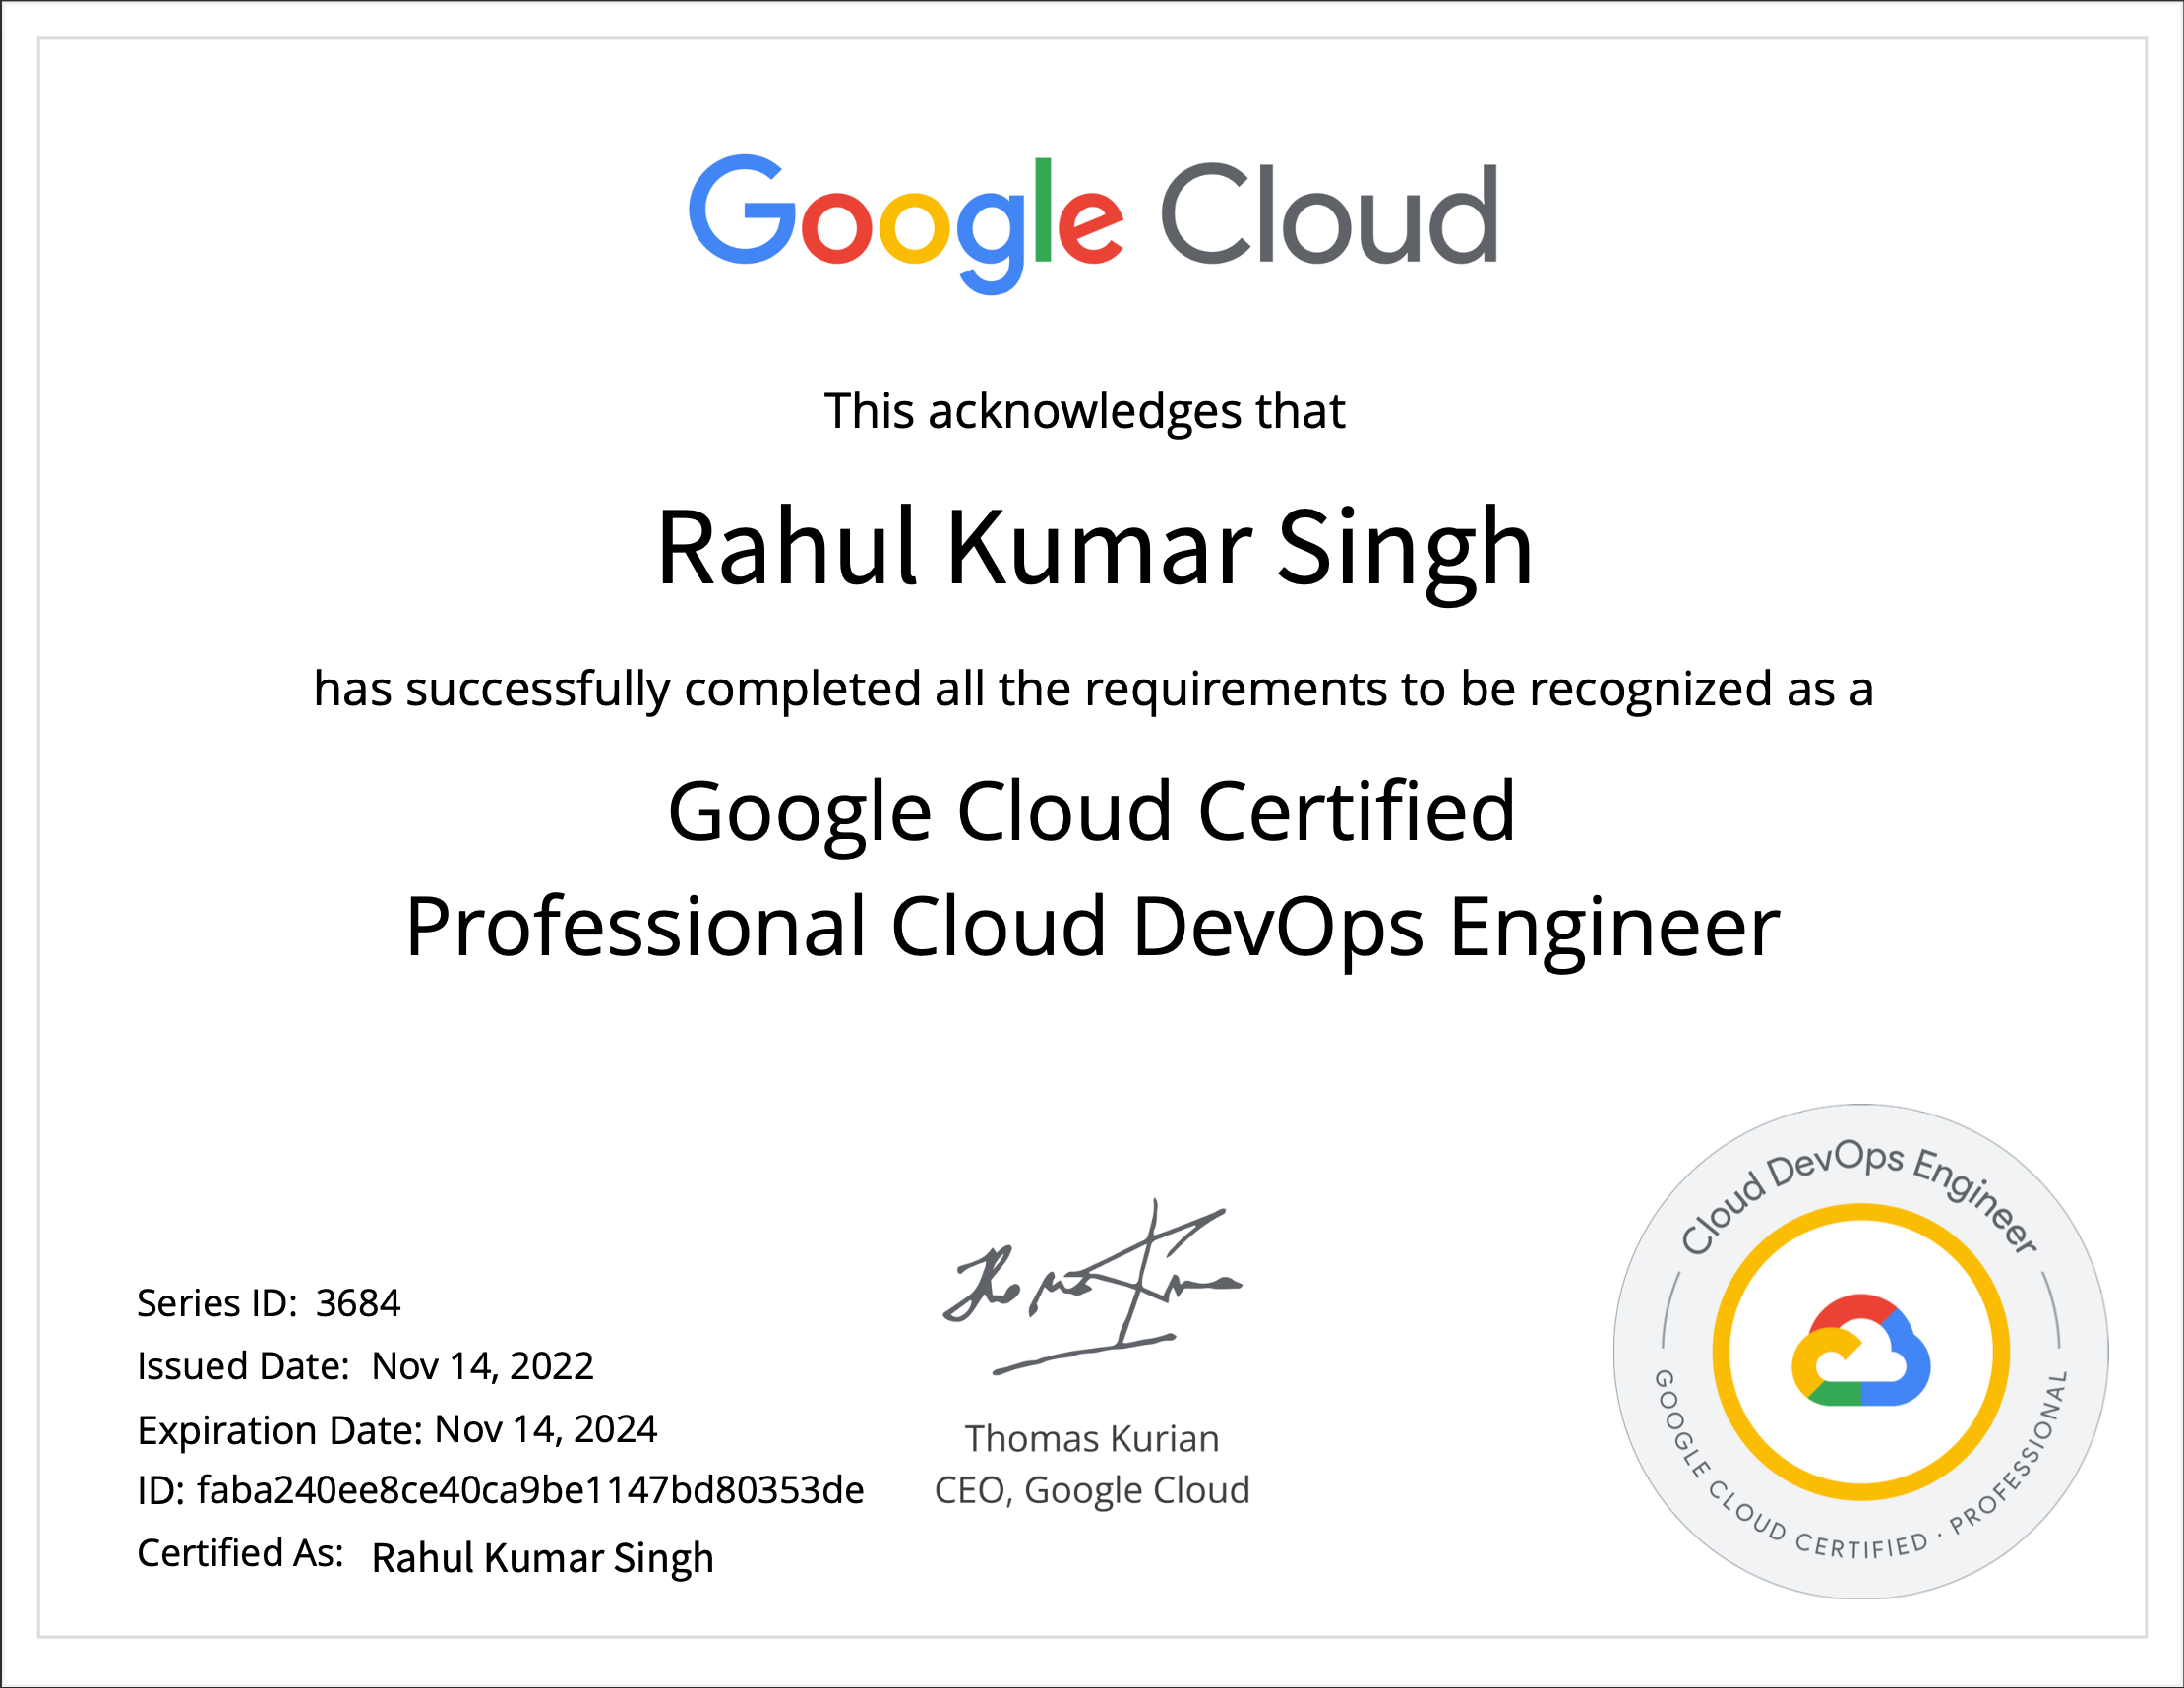 Google Cloud
This acknowledges that
Rahul Kumar Singh
has successfully completed all the requirements to be recognized as a
Google Cloud Certified
Professional Cloud DevOps Engineer
Series ID: 3684
Issued Date: Nov 14, 2022
Expiration Date: Nov 14, 2024
ID: faba240ee8ce40ca9be1147bd80353de
Certified As: Rahul Kumar Singh
Thomas Kurian
CEO, Google Cloud
Cloud DevOps Engineer
GOOGLE CLOUD CERTIFIED · PROFESSIONAL